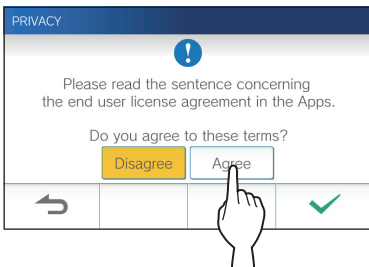 PRIVACY
Please read the sentence concerning
the end user license agreement in the Apps.
Do you agree to these terms?
Disagree Agree